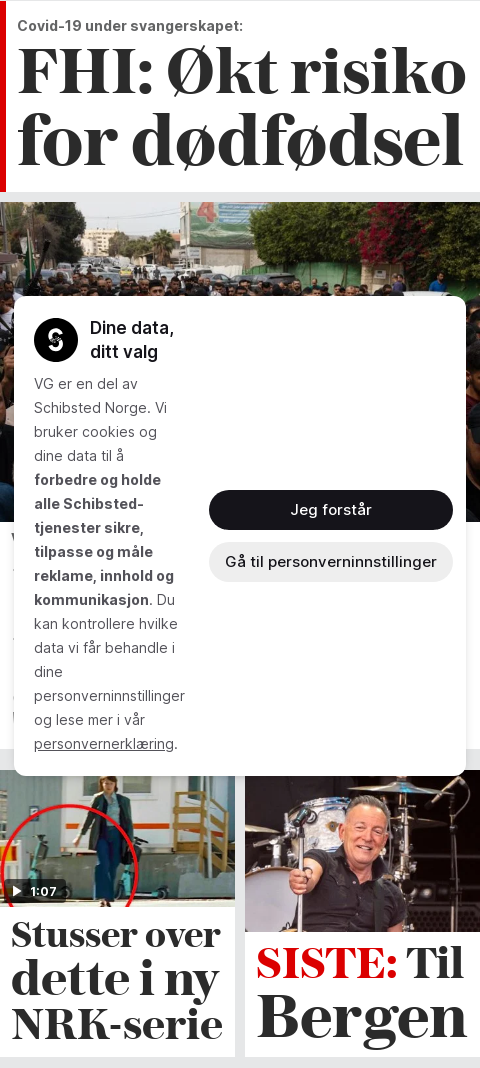 Covid-19 under svangerskapet:
FHI: Økt risiko
for dødfødsel
4
Dine data,
ditt valg
VG er en del av
Schibsted Norge. Vi
bruker cookies og
dine data til å
forbedre og holde
alle Schibsted-
tjenester sikre,
tilpasse og måle
reklame, innhold og
kommunikasjon. Du
kan kontrollere hvilke
data vi får behandle i
dine
personverninnstillinger
og lese mer i vår
personvernerklæring.
Jeg forstår
Gå til personverninnstillinger
1:07
Stusser over
dette i ny
NRK-serie
SISTE: Til
Bergen